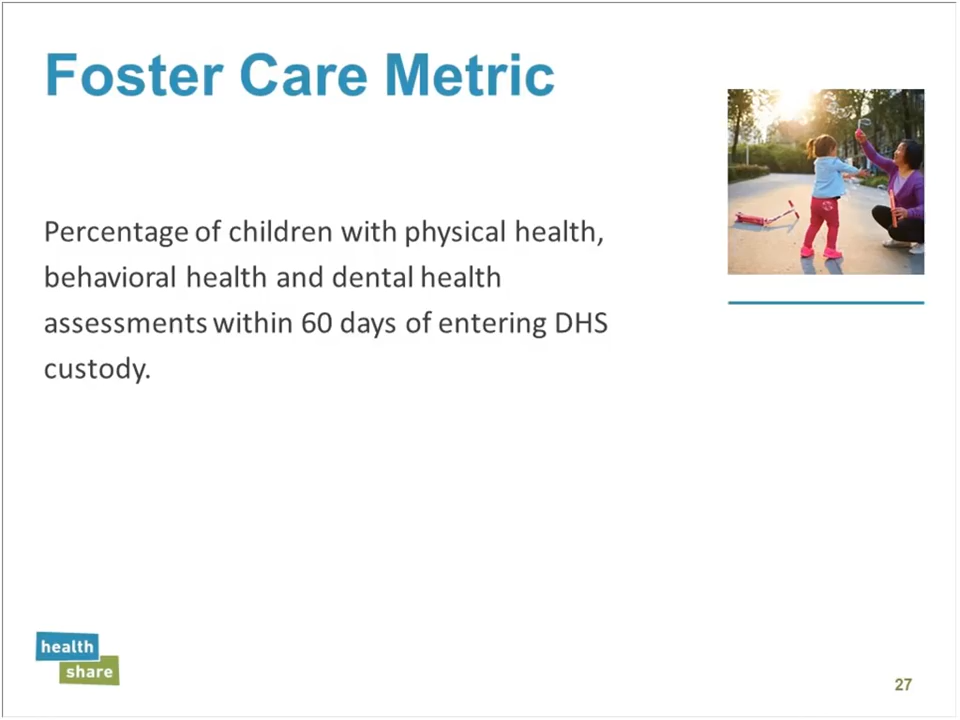 Foster Care Metric
Percentage of children with physical health,
behavioral health and dental health
assessments within 60 days of entering DHS
custody.
health
share
27